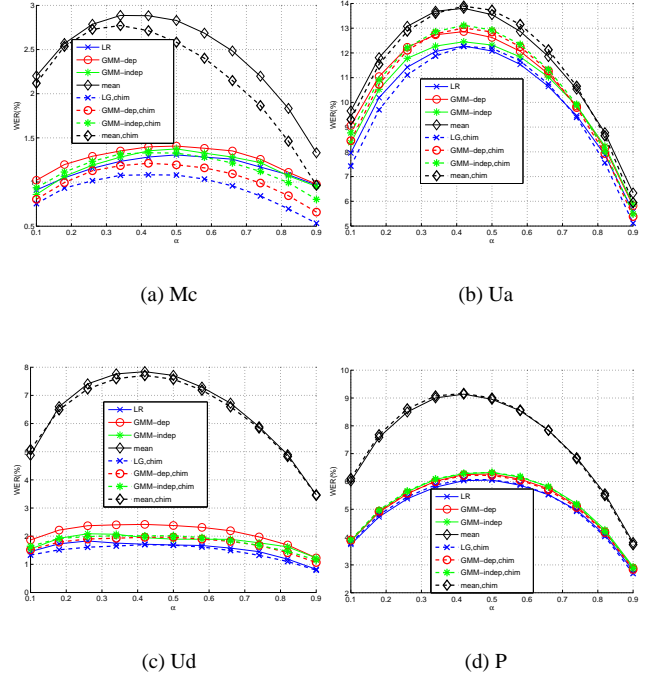 3
2.5
2
1.5
1
0.5
WER(%)
LR
GMM−dep
GMM−indep
mean
LG,chim
GMM−dep,chim
GMM−indep,chim
mean,chim
0.1 0.2 0.3 0.4 0.5 0.6 0.7 0.8 0.9
α
(a) Mc
14
13
12
11
10
9
8
7
6
5
WER(%)
LR
GMM−dep
GMM−indep
mean
LG,chim
GMM−dep,chim
GMM−indep,chim
mean,chim
0.1 0.2 0.3 0.4 0.5 0.6 0.7 0.8 0.9
α
(b) Ua
8
7
6
5
4
3
2
1
0
WER(%)
LR
GMM−dep
GMM−indep
mean
LG,chim
GMM−dep,chim
GMM−indep,chim
mean,chim
0.1 0.2 0.3 0.4 0.5 0.6 0.7 0.8 0.9
α
(c) Ud
10
9
8
7
6
5
4
3
2
WER(%)
LR
GMM−dep
GMM−indep
mean
LG,chim
GMM−dep,chim
GMM−indep,chim
mean,chim
0.1 0.2 0.3 0.4 0.5 0.6 0.7 0.8 0.9
α
(d) P